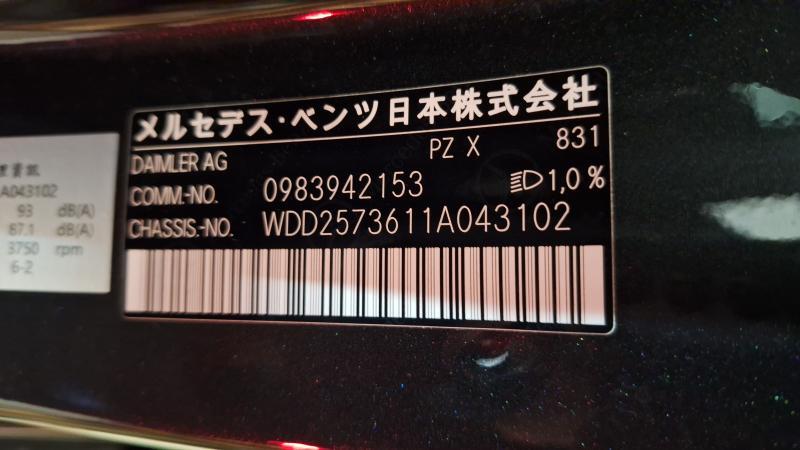 メルセデス・ベンツ日本株式会社
DAIMLER AG PZ X 831
COMM.-NO. 0983942153 1,0 %
CHASSIS.-NO. WDD2573611A043102
A043102
93 dB(A)
87.1 dB(A)
3750 rpm
6-2